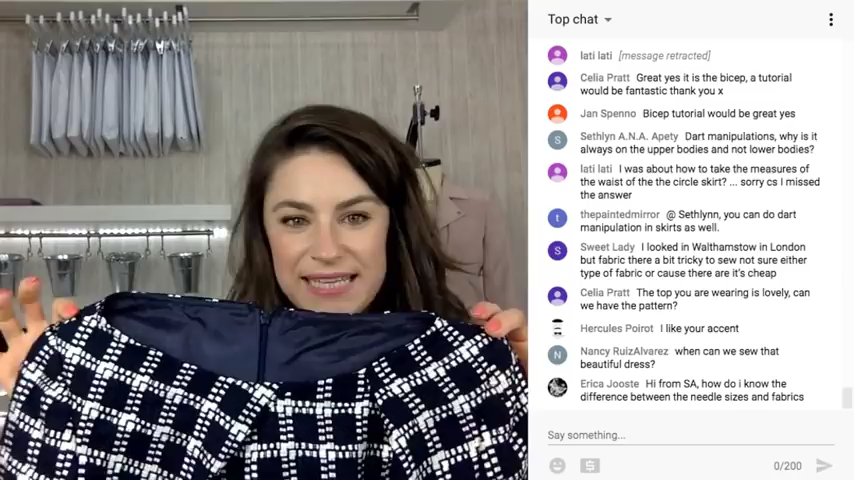 Top chat
Iati Iati [message retracted]
Celia Pratt Great yes it is the bicep, a tutorial
would be fantastic thank you x
Jan Spenno Bicep tutorial would be great yes
S
Sethlyn A.N.A. Apety Dart manipulations, why is it
always on the upper bodies and not lower bodies?
Iati Iati I was about how to take the measures of
the waist of the the circle skirt? ... sorry cs I missed
the answer
t
thepaintedmirror @ Sethlynn, you can do dart
manipulation in skirts as well.
S
Sweet Lady I looked in Walthamstow in London
but fabric there a bit tricky to sew not sure either
type of fabric or cause there are it's cheap
Celia Pratt The top you are wearing is lovely, can
we have the pattern?
Hercules Poirot I like your accent
N
Nancy RuizAlvarez when can we sew that
beautiful dress?
Erica Jooste Hi from SA, how do i know the
difference between the needle sizes and fabrics
Say something...
0/200